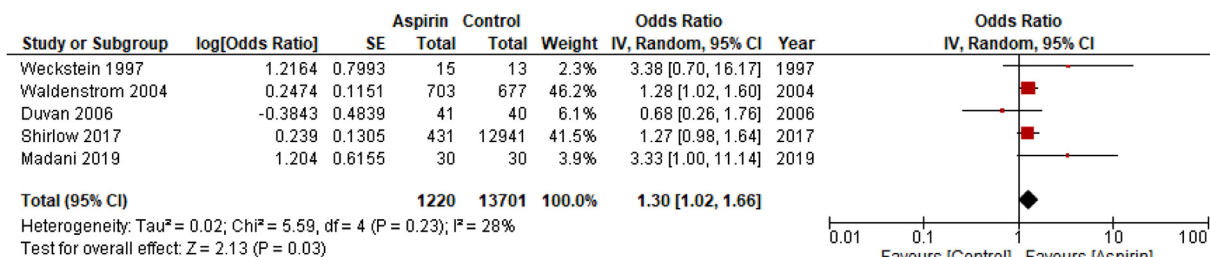 Aspirin Control Odds Ratio Odds Ratio
Study or Subgroup log[Odds Ratio] SE Total Total Weight IV, Random, 95% CI Year IV, Random, 95% CI
Weckstein 1997 1.2164 0.7993 15 13 2.3% 3.38 [0.70, 16.17] 1997
Waldenstrom 2004 0.2474 0.1151 703 677 46.2% 1.28 [1.02, 1.60] 2004
Duvan 2006 -0.3843 0.4839 41 40 6.1% 0.68 [0.26, 1.76] 2006
Shirlow 2017 0.239 0.1305 431 12941 41.5% 1.27 [0.98, 1.64] 2017
Madani 2019 1.204 0.6155 30 30 3.9% 3.33 [1.00, 11.14] 2019
Total (95% CI) 1220 13701 100.0% 1.30 [1.02, 1.66]
Heterogeneity: Tau² = 0.02; Chi² = 5.59, df = 4 (P = 0.23); I² = 28%
Test for overall effect: Z = 2.13 (P = 0.03)
0.01 0.1 1 10 100
Favours [Control] Favours [Aspirin]